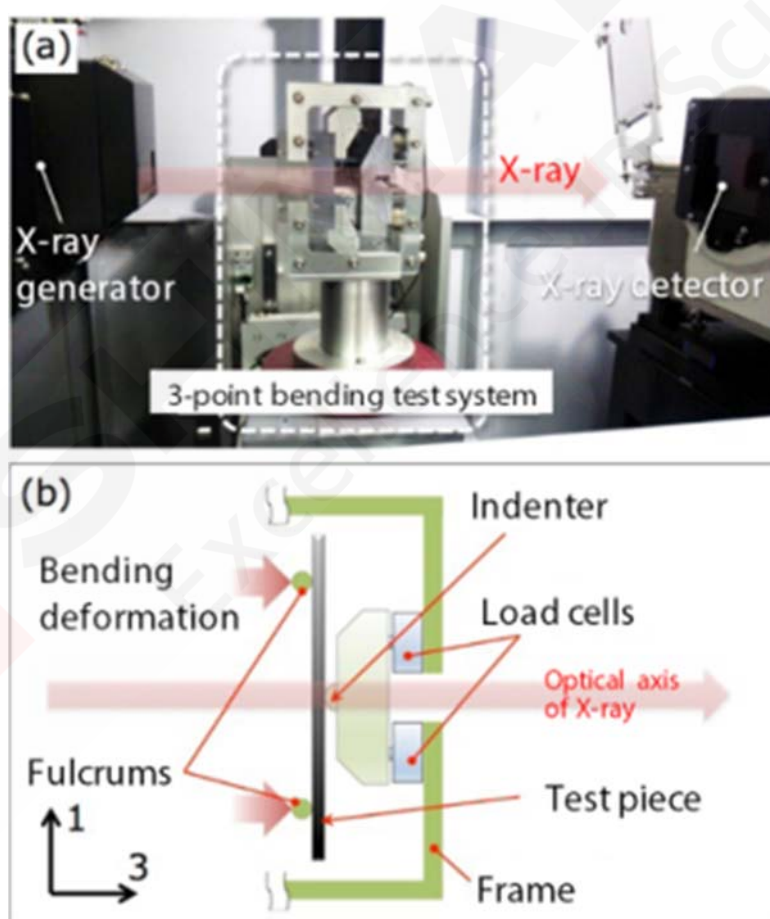 (a)
X-ray
X-ray
generator
X-ray detector
3-point bending test system
(b)
Indenter
Bending
deformation
Load cells
Optical axis
of X-ray
Fulcrums
Test piece
1
3
Frame